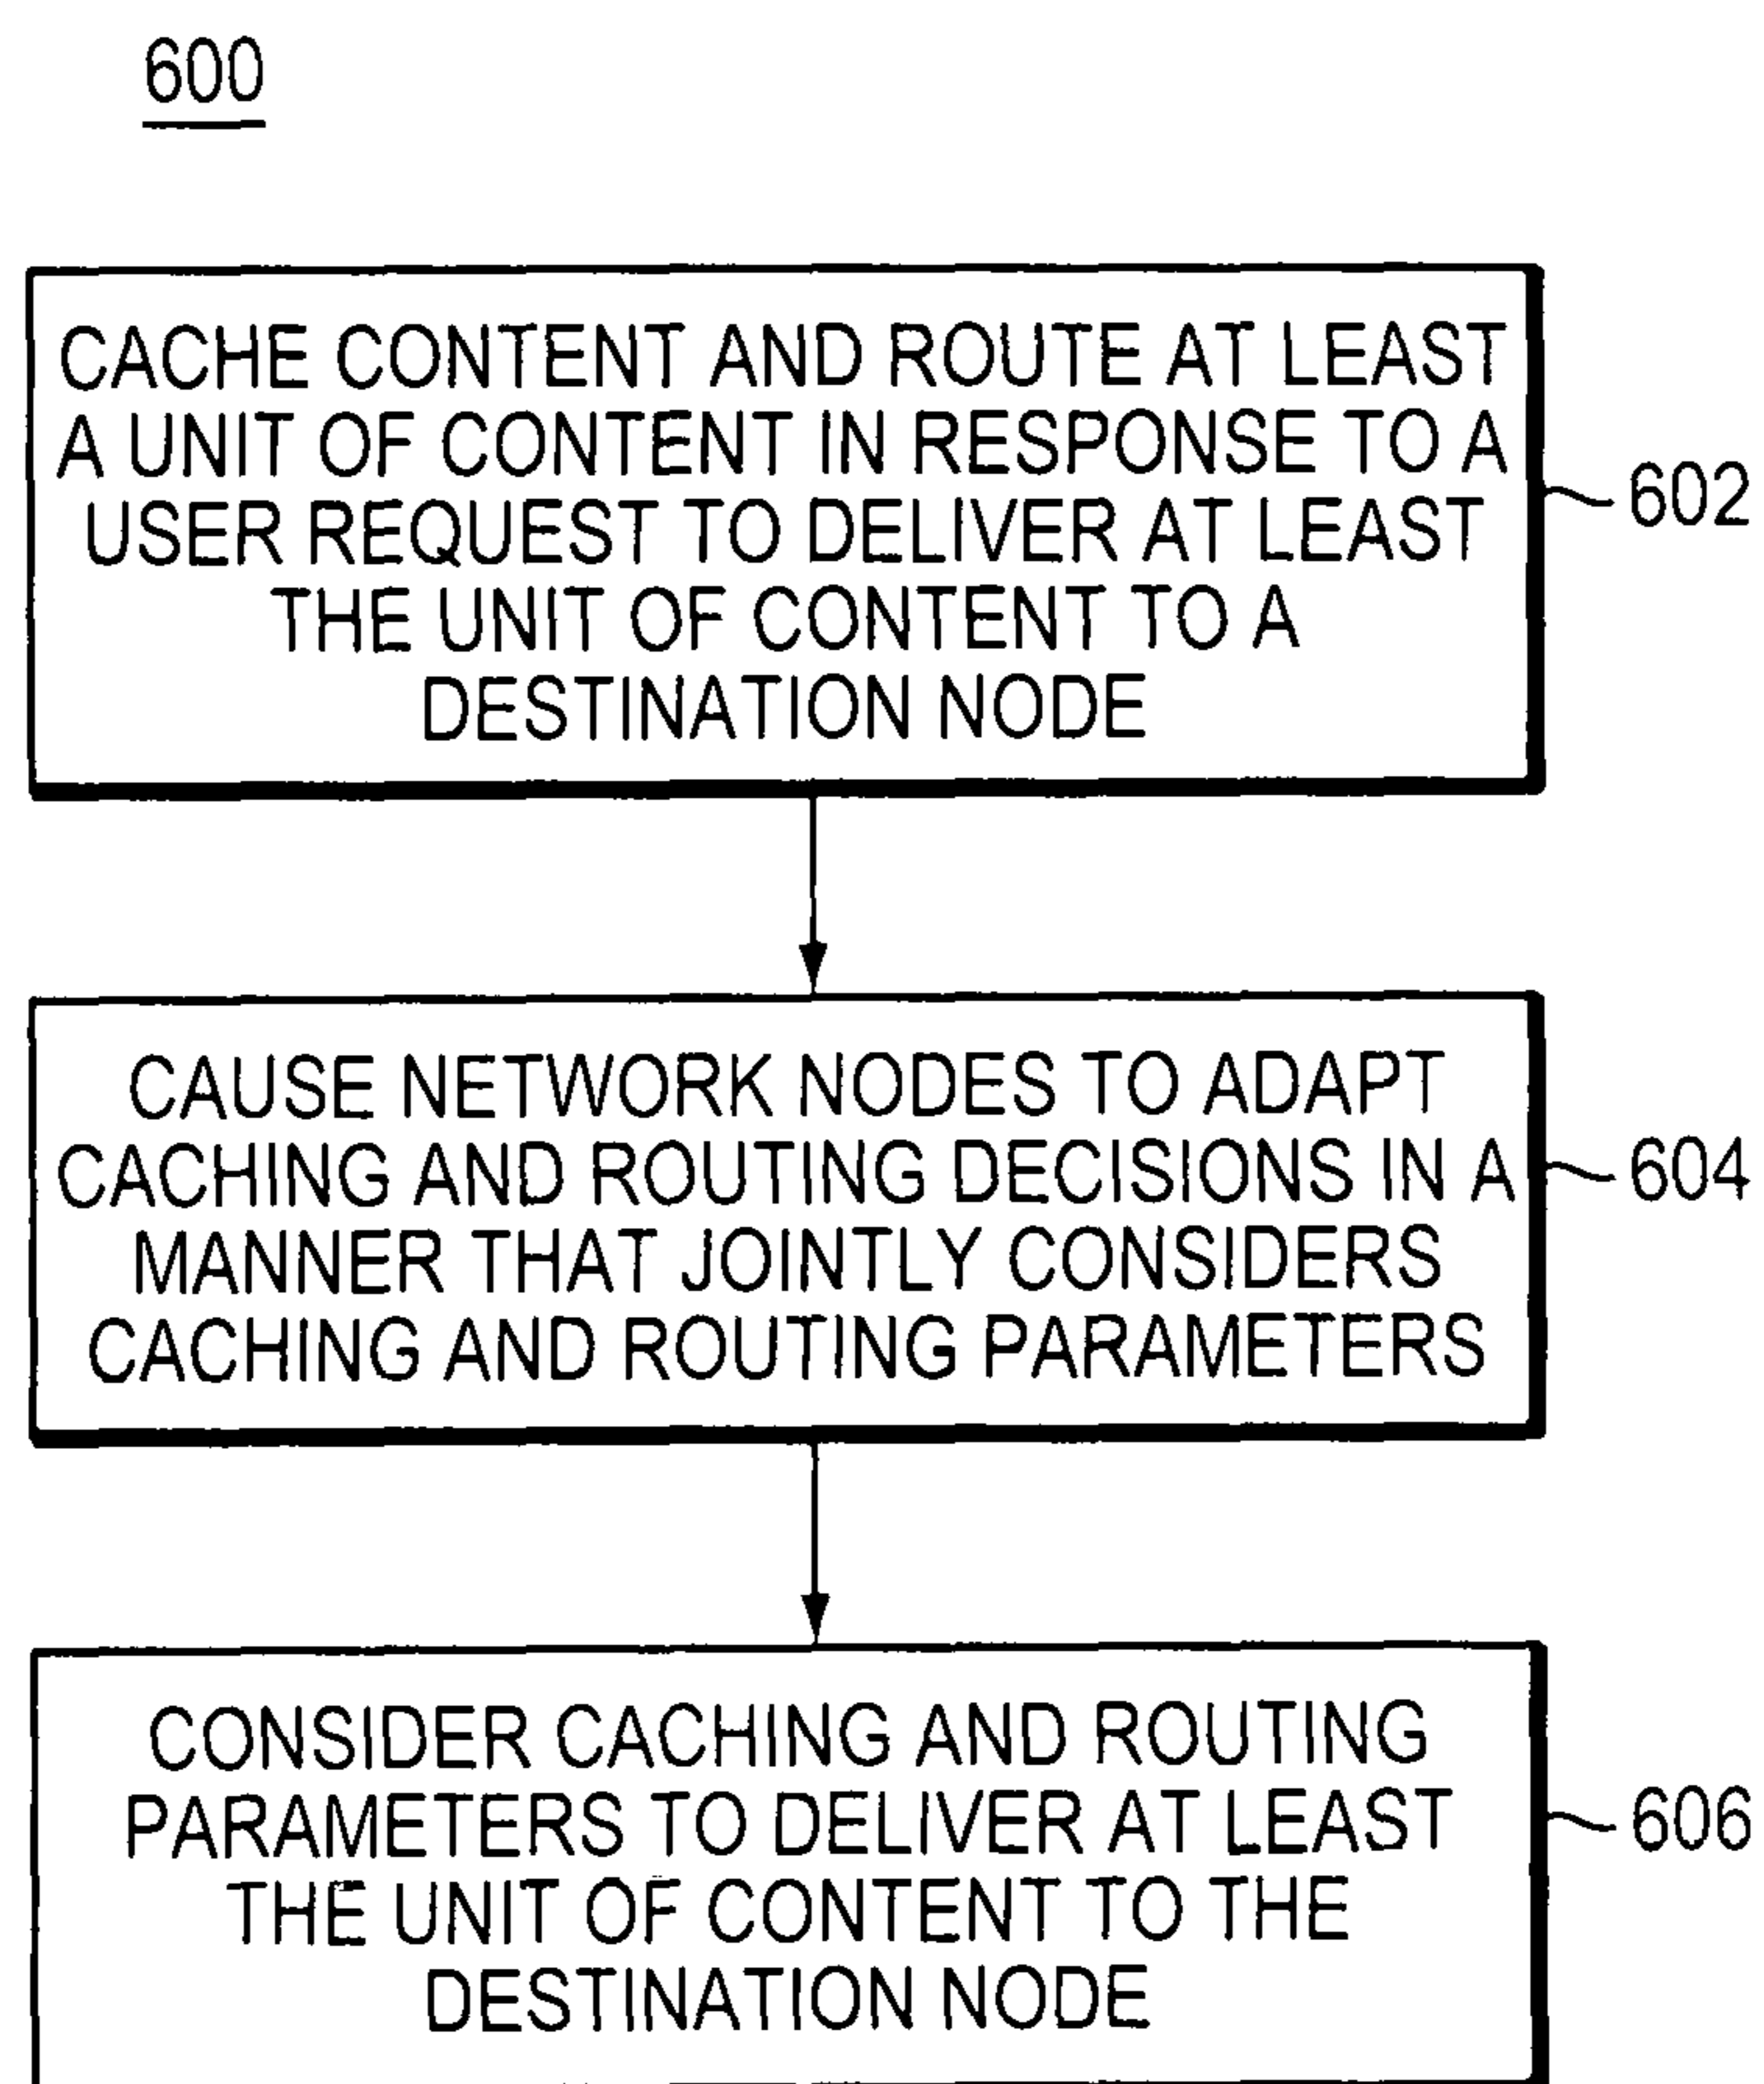 600
CACHE CONTENT AND ROUTE AT LEAST
A UNIT OF CONTENT IN RESPONSE TO A
USER REQUEST TO DELIVER AT LEAST
THE UNIT OF CONTENT TO A
DESTINATION NODE
602
CAUSE NETWORK NODES TO ADAPT
CACHING AND ROUTING DECISIONS IN A
MANNER THAT JOINTLY CONSIDERS
CACHING AND ROUTING PARAMETERS
604
CONSIDER CACHING AND ROUTING
PARAMETERS TO DELIVER AT LEAST
THE UNIT OF CONTENT TO THE
DESTINATION NODE
606